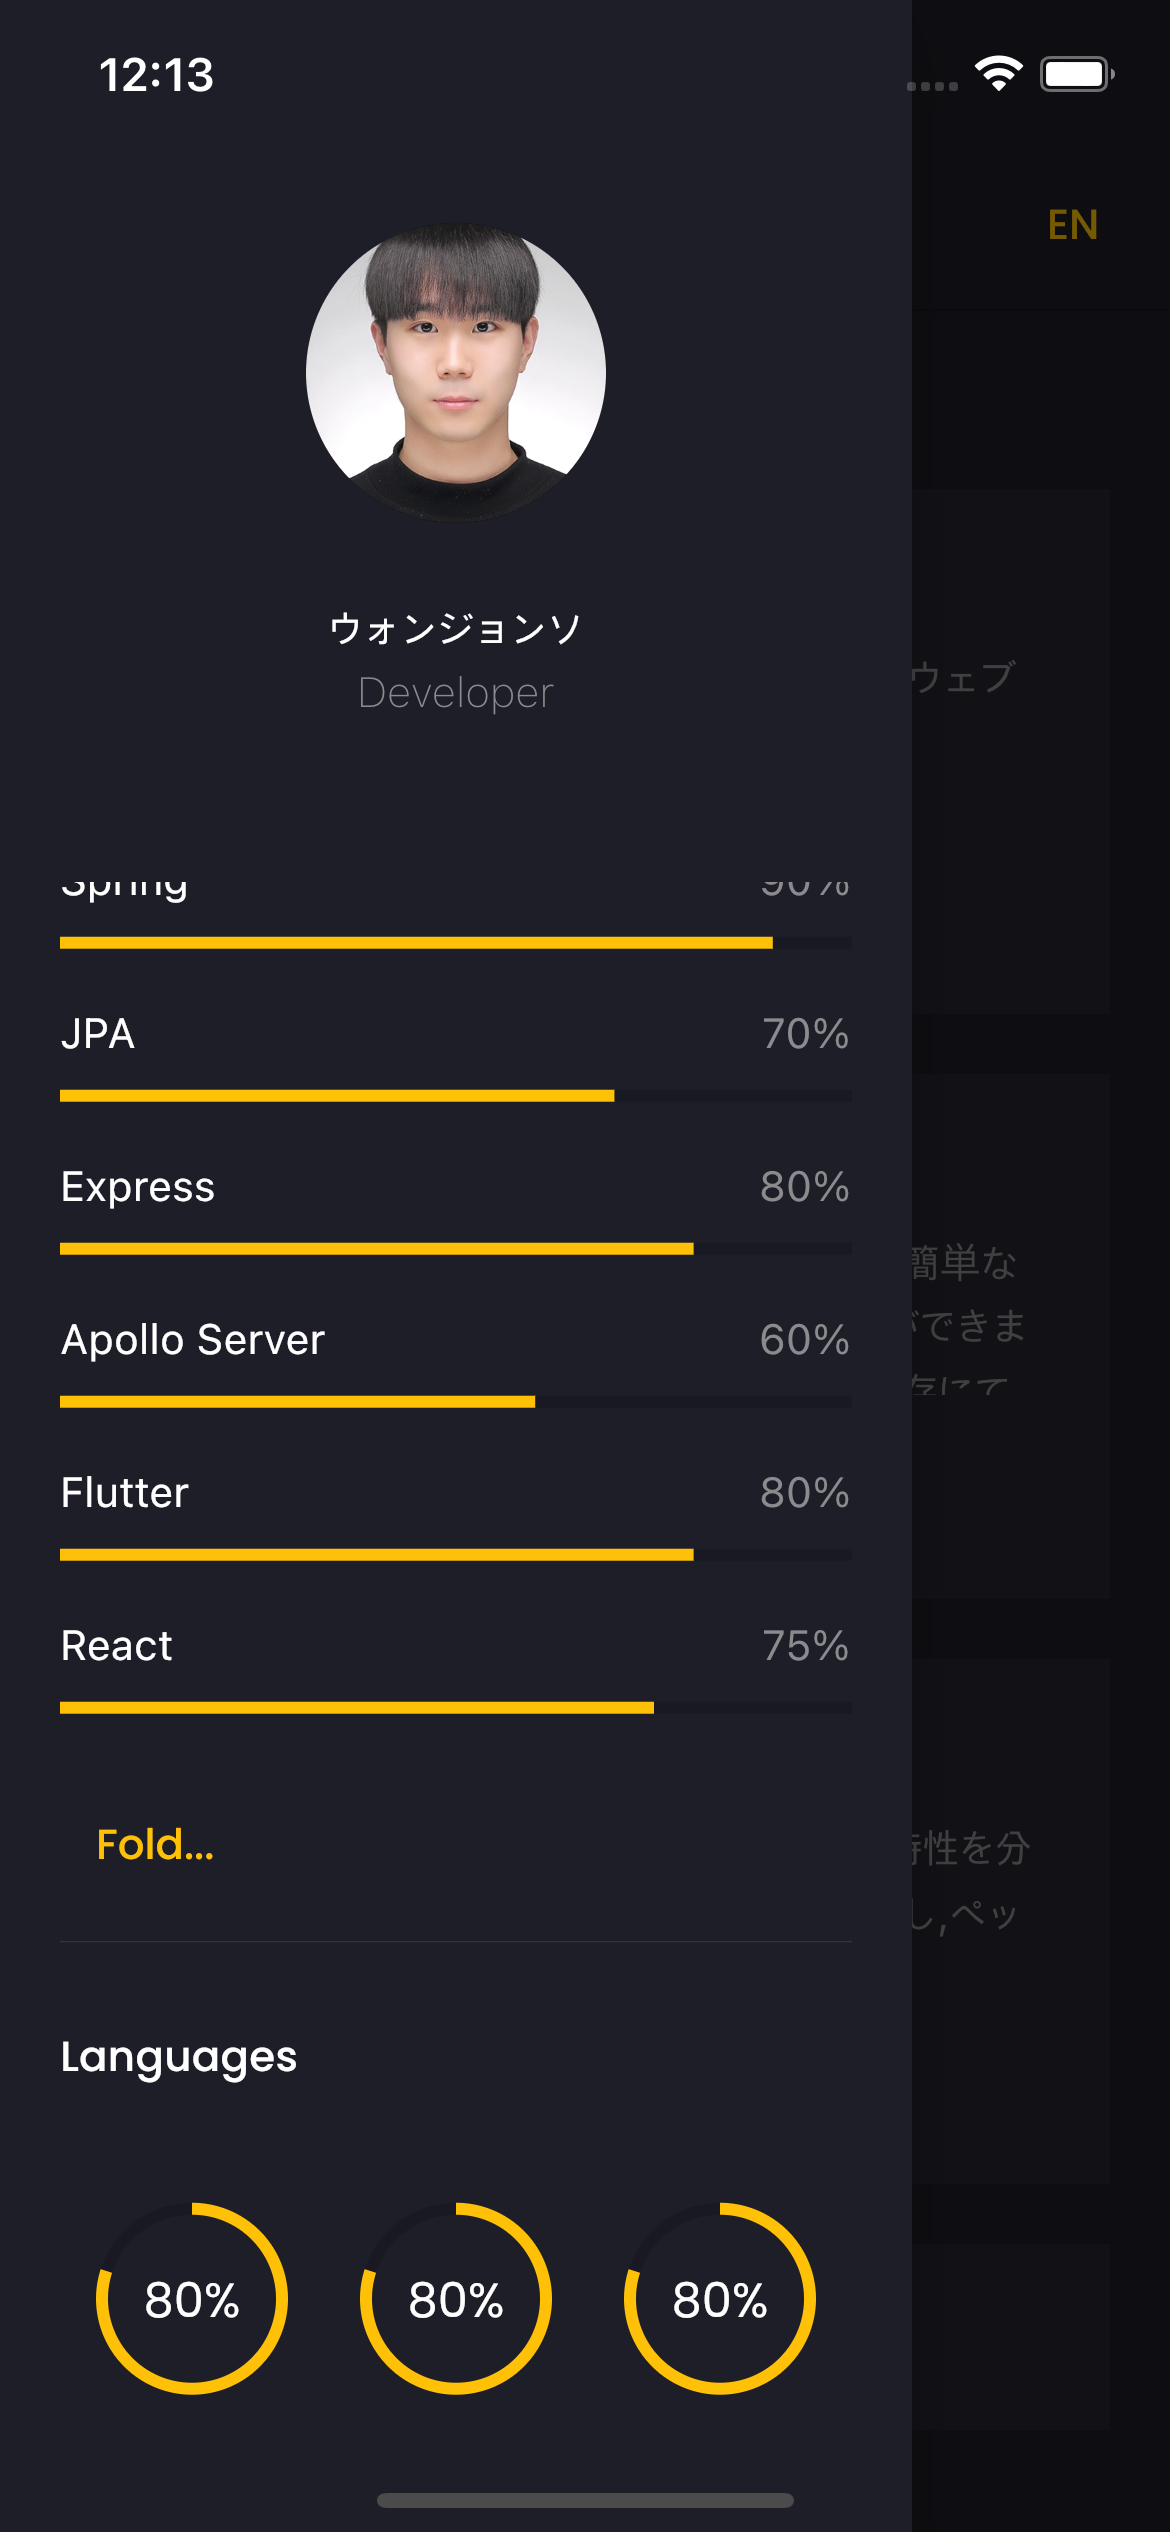 12:13
EN
ウォンジョンソ
Developer
ウェブ
Spring 90%
JPA 70%
Express 80%
簡単な
Apollo Server 60%
できま
Flutter 80%
React 75%
Fold...
性を分
し,ペッ
Languages
80% 80% 80%